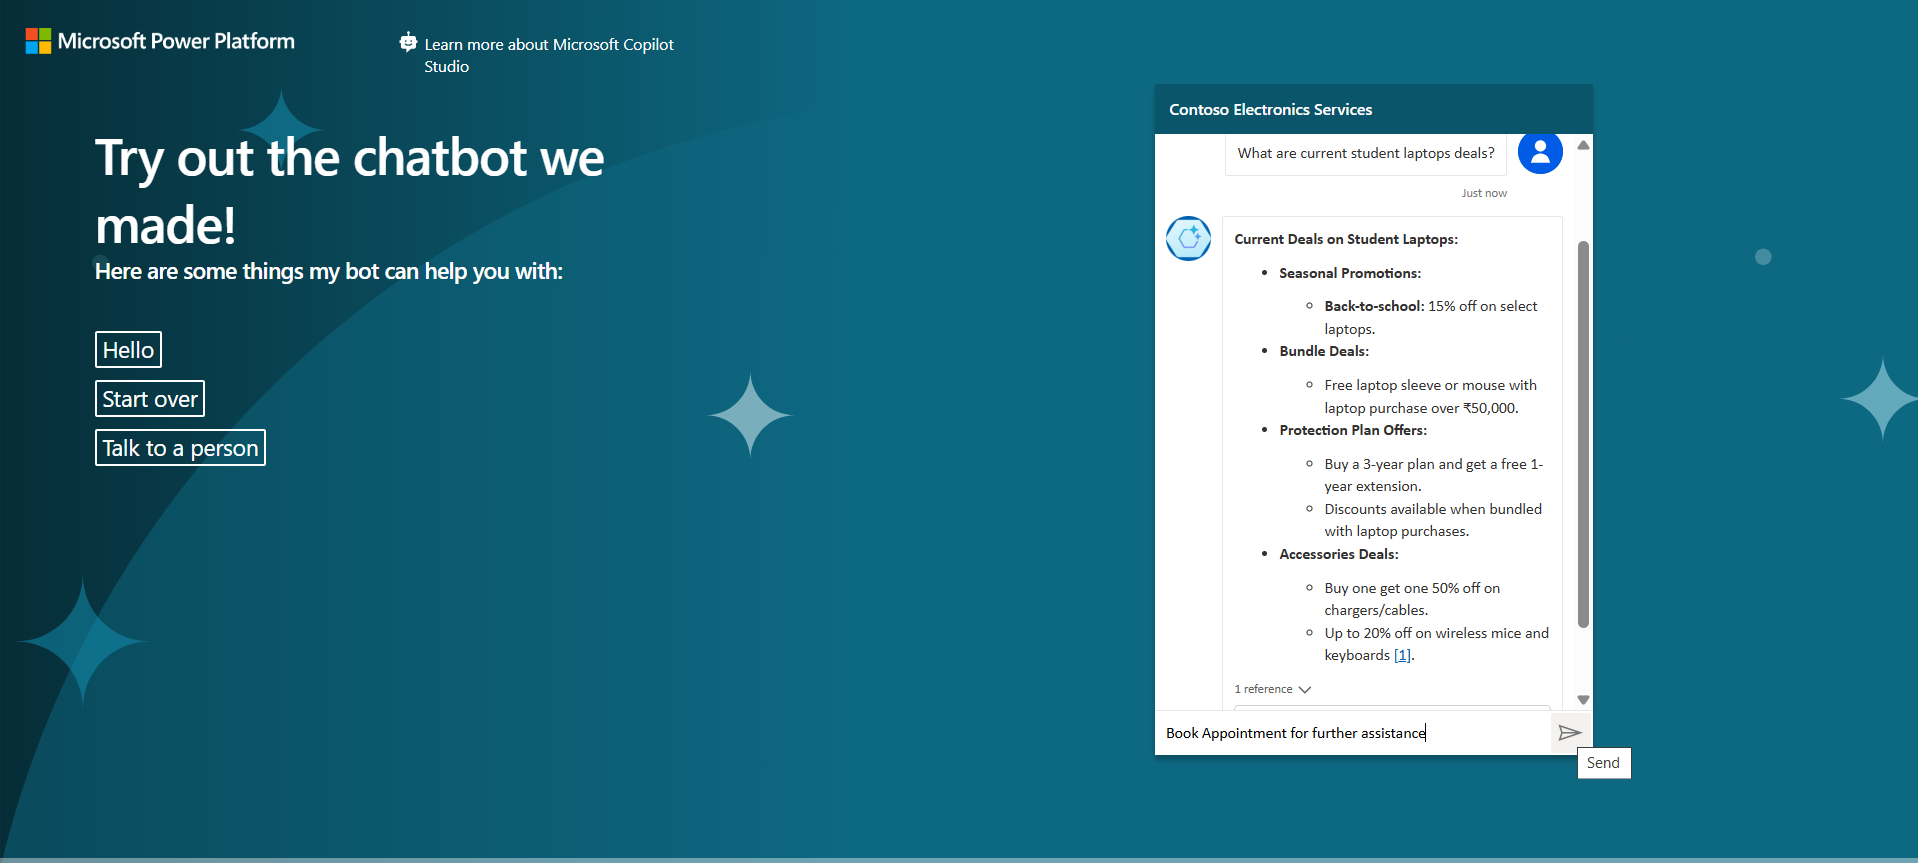 Microsoft Power Platform
Learn more about Microsoft Copilot
Studio
Try out the chatbot we
made!
Here are some things my bot can help you with:
Hello
Start over
Talk to a person
Contoso Electronics Services
What are current student laptops deals?
Just now
Current Deals on Student Laptops:
• Seasonal Promotions:
◦ Back-to-school: 15% off on select
laptops.
• Bundle Deals:
◦ Free laptop sleeve or mouse with
laptop purchase over ₹50,000.
• Protection Plan Offers:
◦ Buy a 3-year plan and get a free 1-
year extension.
◦ Discounts available when bundled
with laptop purchases.
• Accessories Deals:
◦ Buy one get one 50% off on
chargers/cables.
◦ Up to 20% off on wireless mice and
keyboards [1].
1 reference
Book Appointment for further assistance
Send